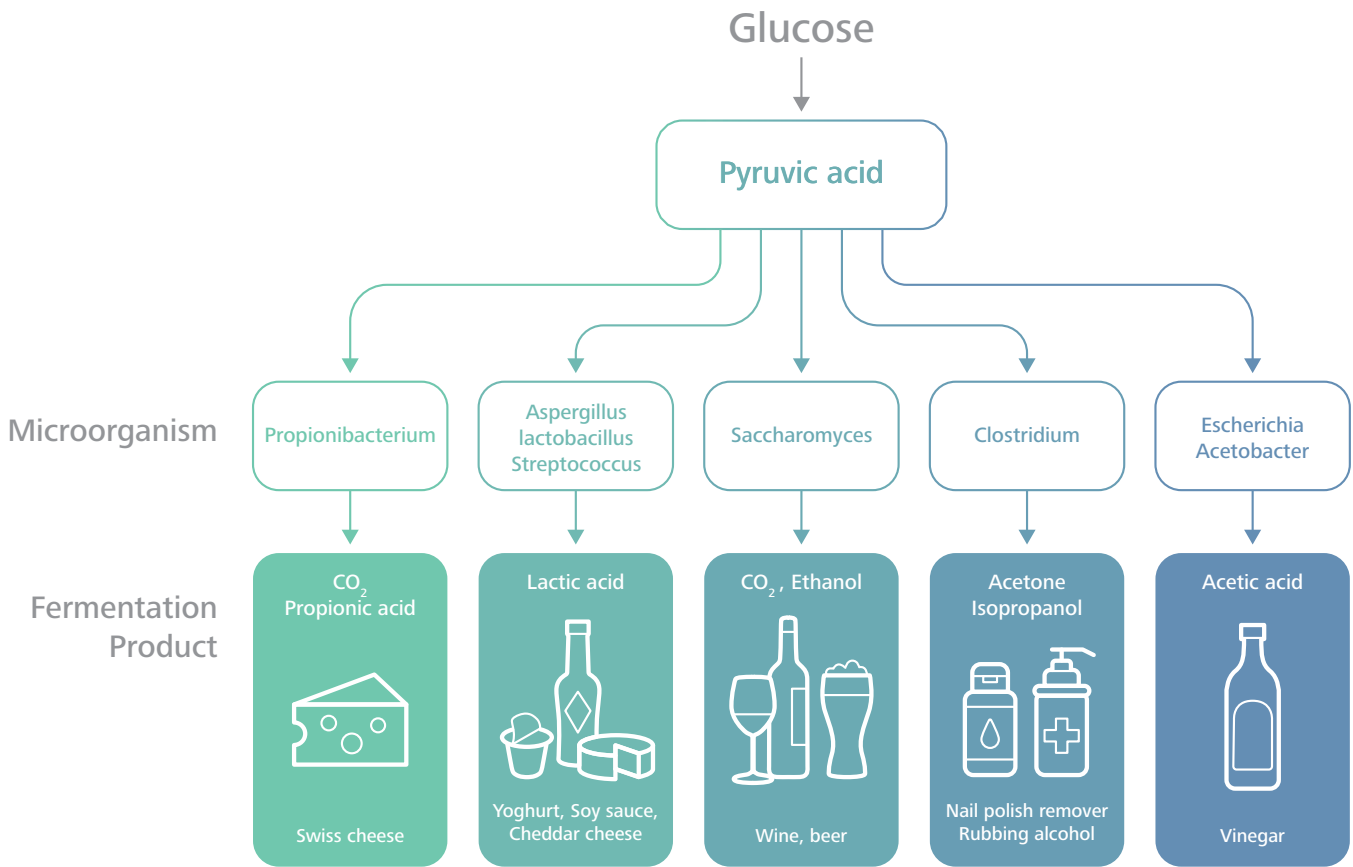 Glucose
Pyruvic acid
Microorganism
Propionibacterium
Aspergillus
lactobacillus
Streptococcus
Saccharomyces
Clostridium
Escherichia
Acetobacter
Fermentation
Product
CO₂
Propionic acid
Swiss cheese
Lactic acid
Yoghurt, Soy sauce,
Cheddar cheese
CO₂ , Ethanol
Wine, beer
Acetone
Isopropanol
Nail polish remover
Rubbing alcohol
Acetic acid
Vinegar